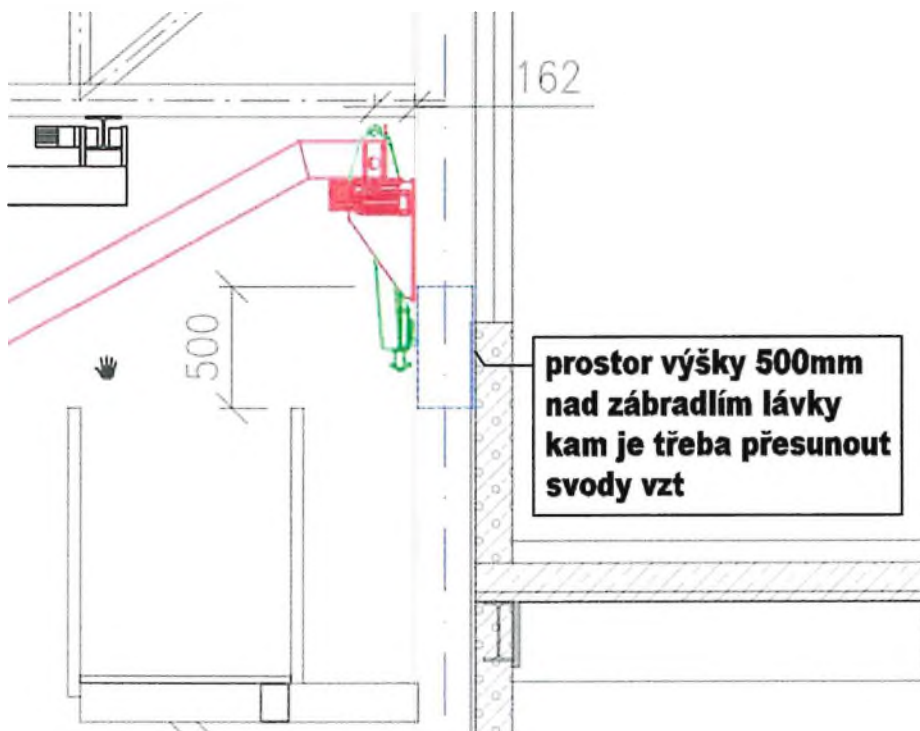 162
500
prostor výšky 500mm
nad zábradlím lávky
kam je třeba přesunout
svody vzt